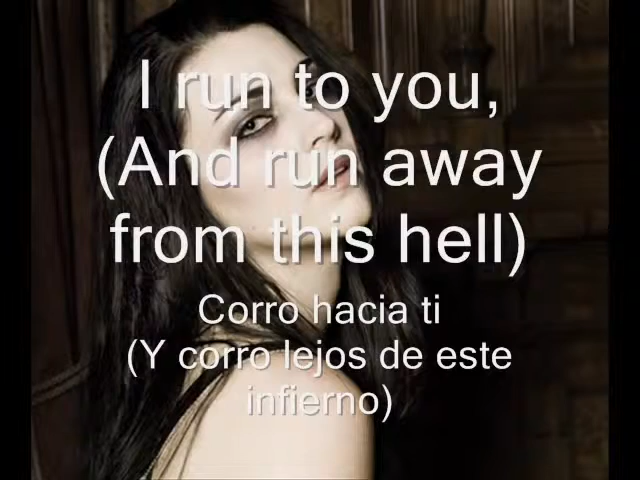 I run to you,
(And run away
from this hell)
Corro hacia ti
(Y corro lejos de este
infierno)